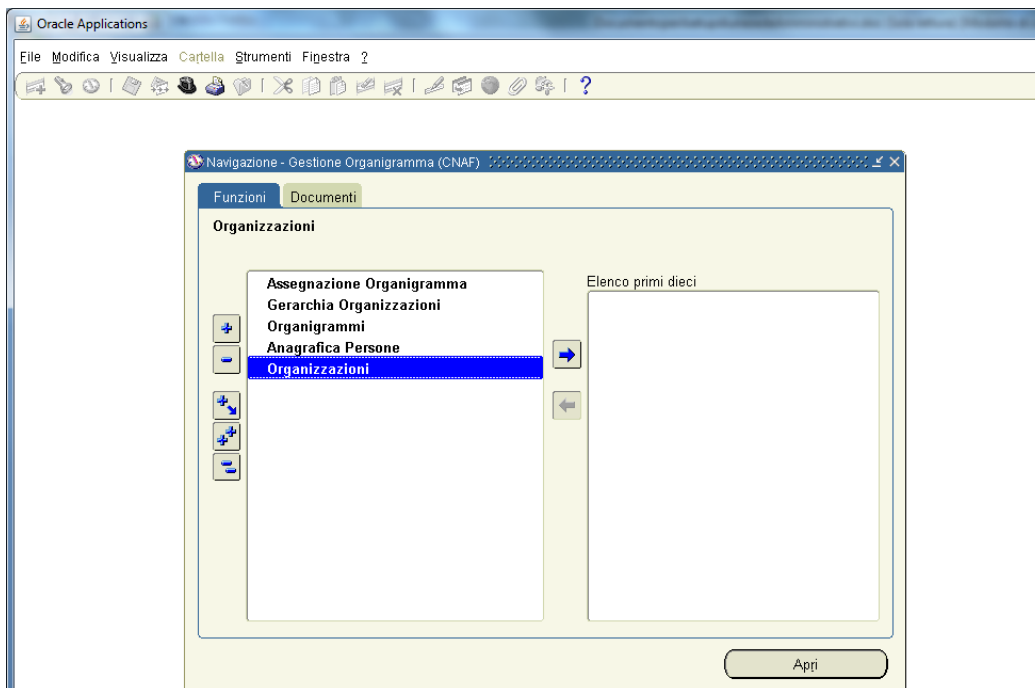 Oracle Applications
File Modifica Visualizza Cartella Strumenti Finestra ?
Navigazione - Gestione Organigramma (CNAF)
Funzioni Documenti
Organizzazioni
Assegnazione Organigramma
Gerarchia Organizzazioni
Organigrammi
Anagrafica Persone
Organizzazioni
Elenco primi dieci
Apri